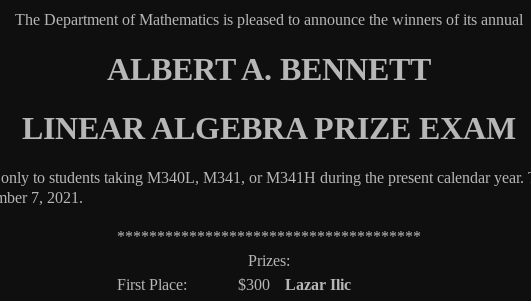 The Department of Mathematics is pleased to announce the winners of its annual
ALBERT A. BENNETT
LINEAR ALGEBRA PRIZE EXAM
only to students taking M340L, M341, or M341H during the present calendar year.
7, 2021.
**************************************
Prizes:
First Place: $300 Lazar Ilic